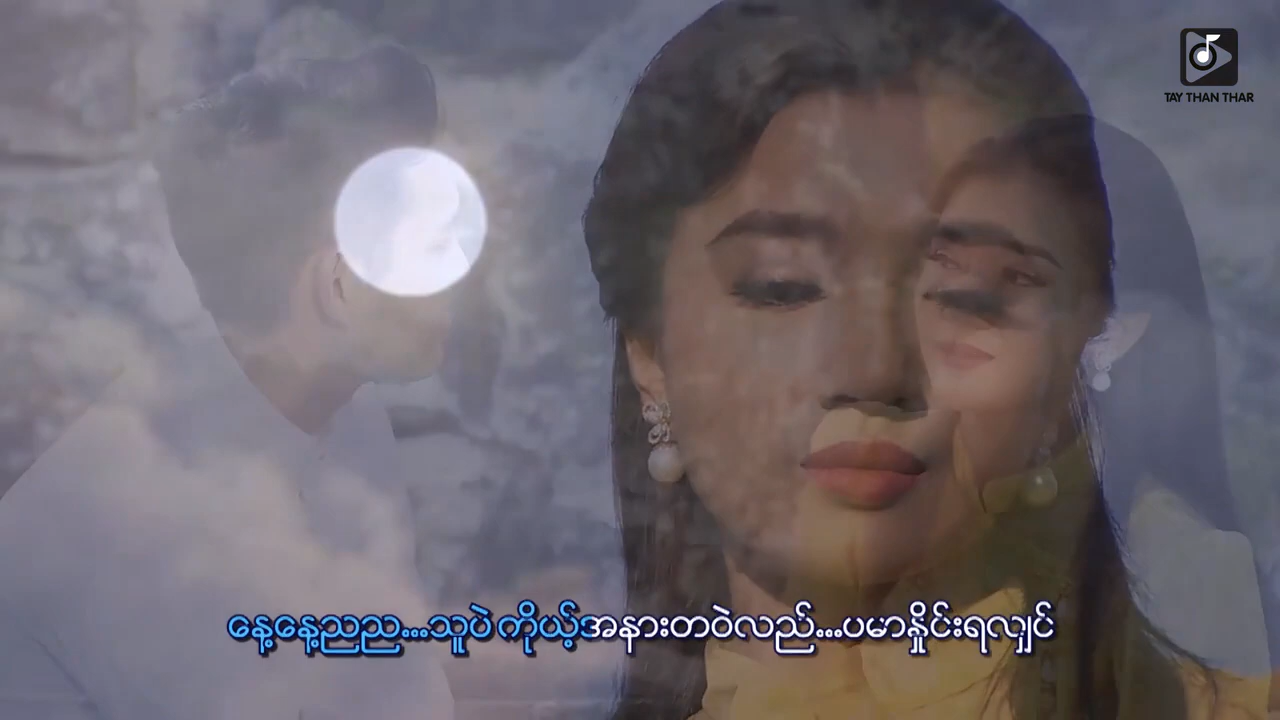 TAY THAN THAR
နေ့နေ့ညည...သူပဲ ကိုယ့်အနားတဝဲလည်...ပမာနှိုင်းရလျှင်